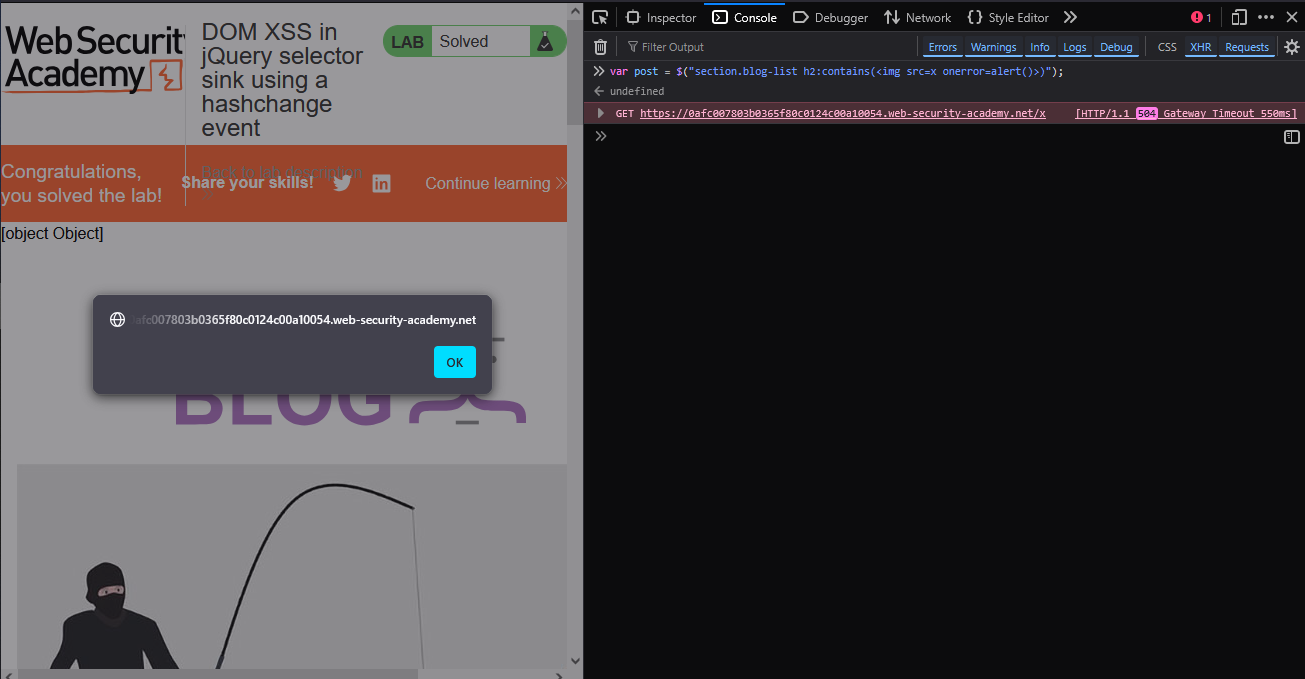 Web Security
Academy
DOM XSS in
jQuery selector
sink using a
hashchange
event
LAB Solved
Back to lab description
Congratulations,
you solved the lab!
Share your skills!
Continue learning
[object Object]
afc007803b0365f80c0124c00a10054.web-security-academy.net
OK
BLOG
Inspector Console Debugger Network {} Style Editor 1
Filter Output Errors Warnings Info Logs Debug CSS XHR Requests
var post = $("section.blog-list h2:contains(<img src=x onerror=alert()>)");
undefined
GET https://0afc007803b0365f80c0124c00a10054.web-security-academy.net/x [HTTP/1.1 504 Gateway Timeout 550ms]